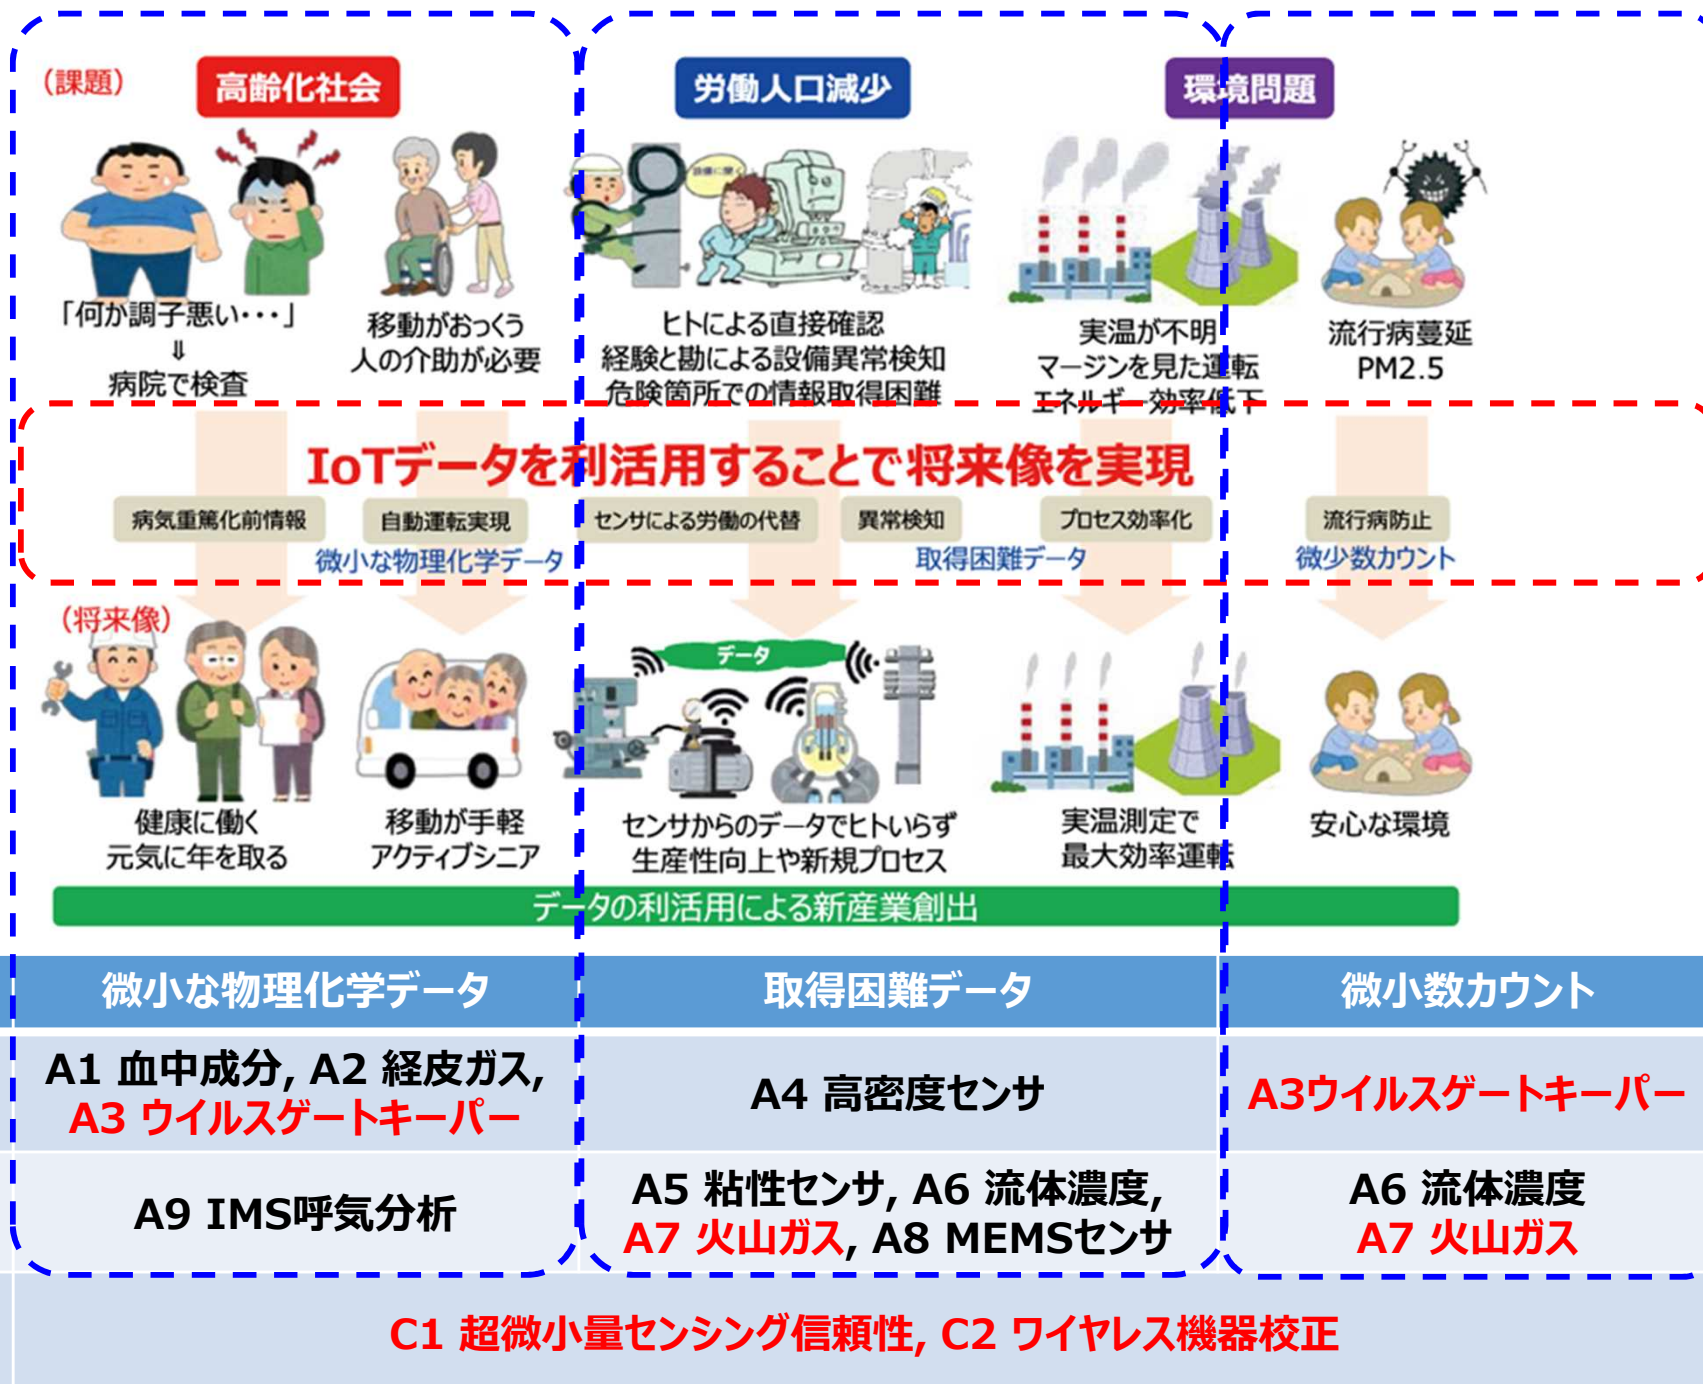 (課題)
高齢化社会
労働人口減少
環境問題
「何か調子悪い・・・」
⇓
病院で検査
移動がおっくう
人の介助が必要
ヒトによる直接確認
経験と勘による設備異常検知
危険箇所での情報取得困難
実温が不明
マージンを見た運転
エネルギー効率低下
流行病蔓延
PM2.5
IoTデータを利活用することで将来像を実現
病気重篤化前情報
自動運転実現
センサによる労働の代替
異常検知
プロセス効率化
流行病防止
微小な物理化学データ
取得困難データ
微少数カウント
(将来像)
データ
健康に働く
元気に年を取る
移動が手軽
アクティブシニア
センサからのデータでヒトいらず
生産性向上や新規プロセス
実温測定で
最大効率運転
安心な環境
データの利活用による新産業創出
微小な物理化学データ
取得困難データ
微小数カウント
A1 血中成分, A2 経皮ガス,
A3 ウイルスゲートキーパー
A4 高密度センサ
A3ウイルスゲートキーパー
A9 IMS呼気分析
A5 粘性センサ, A6 流体濃度,
A7 火山ガス, A8 MEMSセンサ
A6 流体濃度
A7 火山ガス
C1 超微小量センシング信頼性, C2 ワイヤレス機器校正